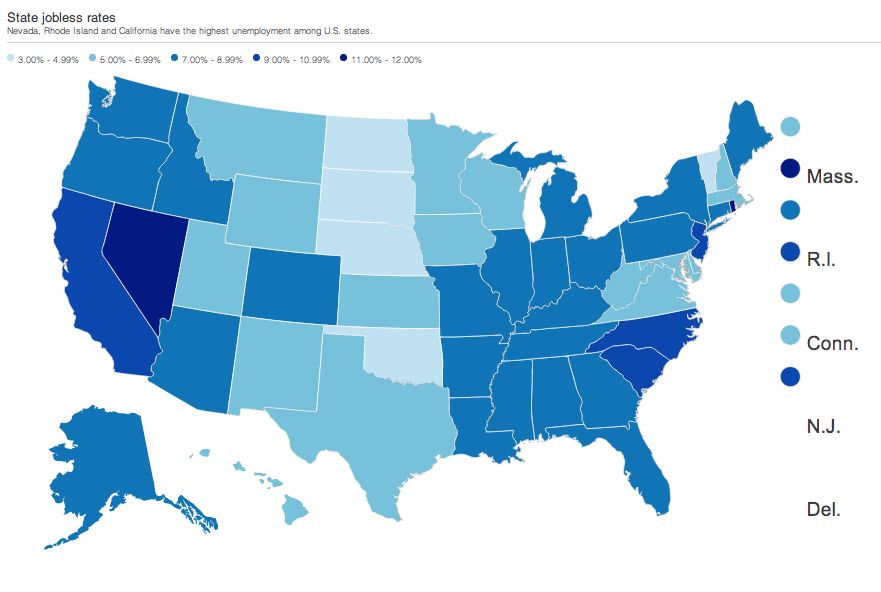 State jobless rates
Nevada, Rhode Island and California have the highest unemployment among U.S. states.
3.00% - 4.99% 5.00% - 6.99% 7.00% - 8.99% 9.00% - 10.99% 11.00% - 12.00%
Mass.
R.I.
Conn.
N.J.
Del.